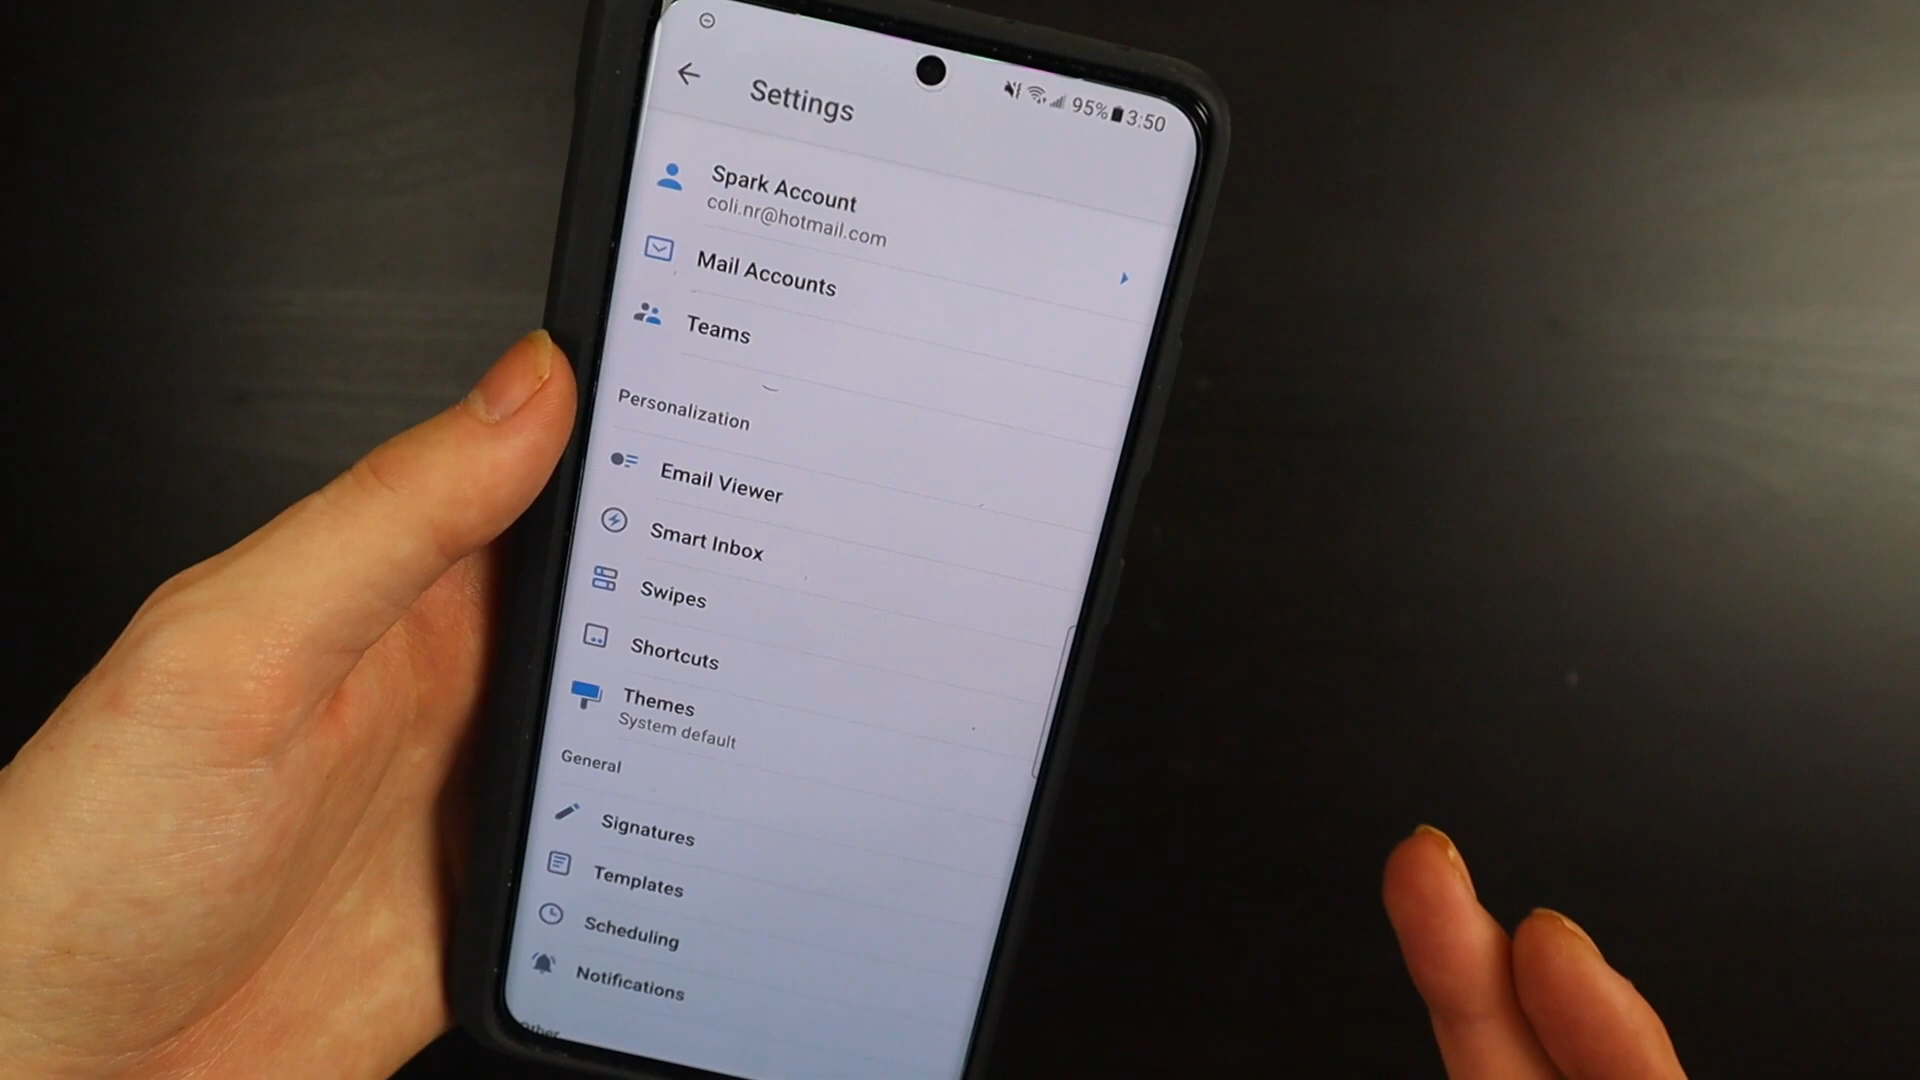 Settings
95% 3:50
Spark Account
coli.nr@hotmail.com
Mail Accounts
Teams
Personalization
Email Viewer
Smart Inbox
Swipes
Shortcuts
Themes
System default
General
Signatures
Templates
Scheduling
Notifications
Other